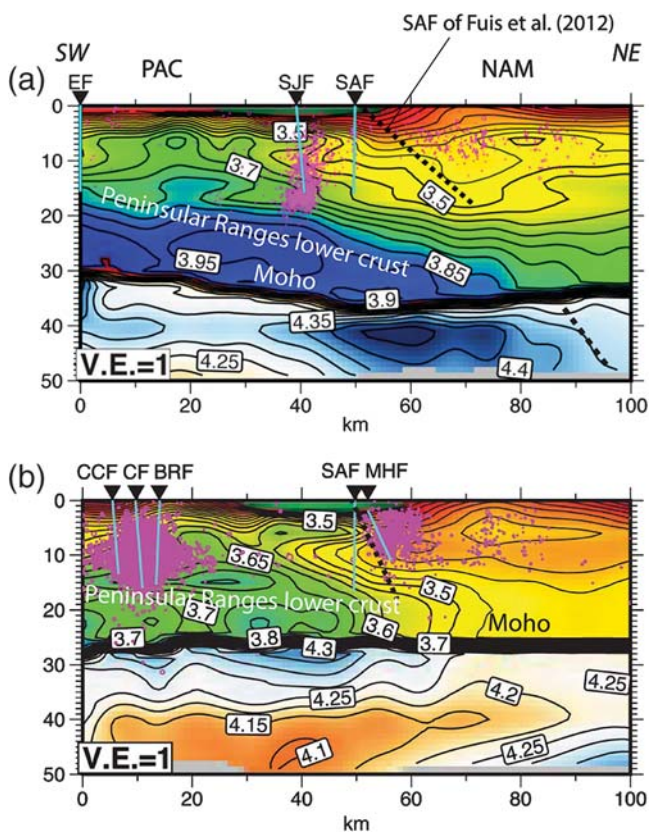 SAF of Fuis et al. (2012)
(a) SW PAC NAM NE
EF SJF SAF
0
10
20
30
40
50
3.5
3.7
3.5
Peninsular Ranges lower crust
3.95
3.85
Moho
3.9
4.35
4.25
4.4
V.E.=1
0 20 40 60 80 100
km
(b)
CCF CF BRF SAF MHF
0
10
20
30
40
50
3.5
3.65
3.5
Peninsular Ranges lower crust
3.7
3.6
Moho
3.7 3.8 4.3 3.7
4.25 4.2 4.25
4.15
4.1
4.25
V.E.=1
0 20 40 60 80 100
km